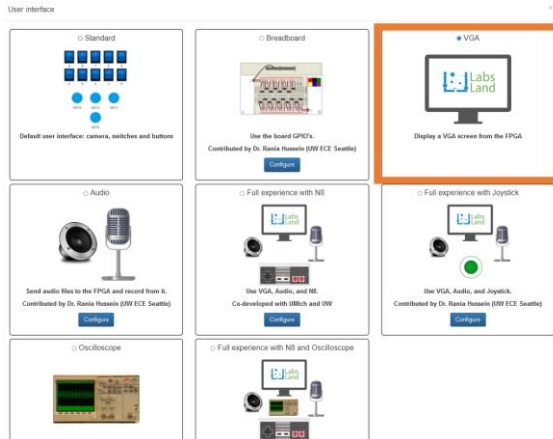 User interface
Standard
Default user interface: camera, switches and buttons
Breadboard
Use the board GPIO's.
Contributed by Dr. Rania Hussein (UW ECE Seattle)
Configure
VGA
Labs
Land
Display a VGA screen from the FPGA
Audio
Send audio files to the FPGA and record from it.
Contributed by Dr. Rania Hussein (UW ECE Seattle)
Configure
Full experience with N8
Labs
Land
Use VGA, Audio, and N8.
Co-developed with UMich and UW
Configure
Full experience with Joystick
Labs
Land
Use VGA, Audio, and Joystick.
Contributed by Dr. Rania Hussein (UW ECE Seattle)
Configure
Oscilloscope
Full experience with N8 and Oscilloscope
Labs
Land